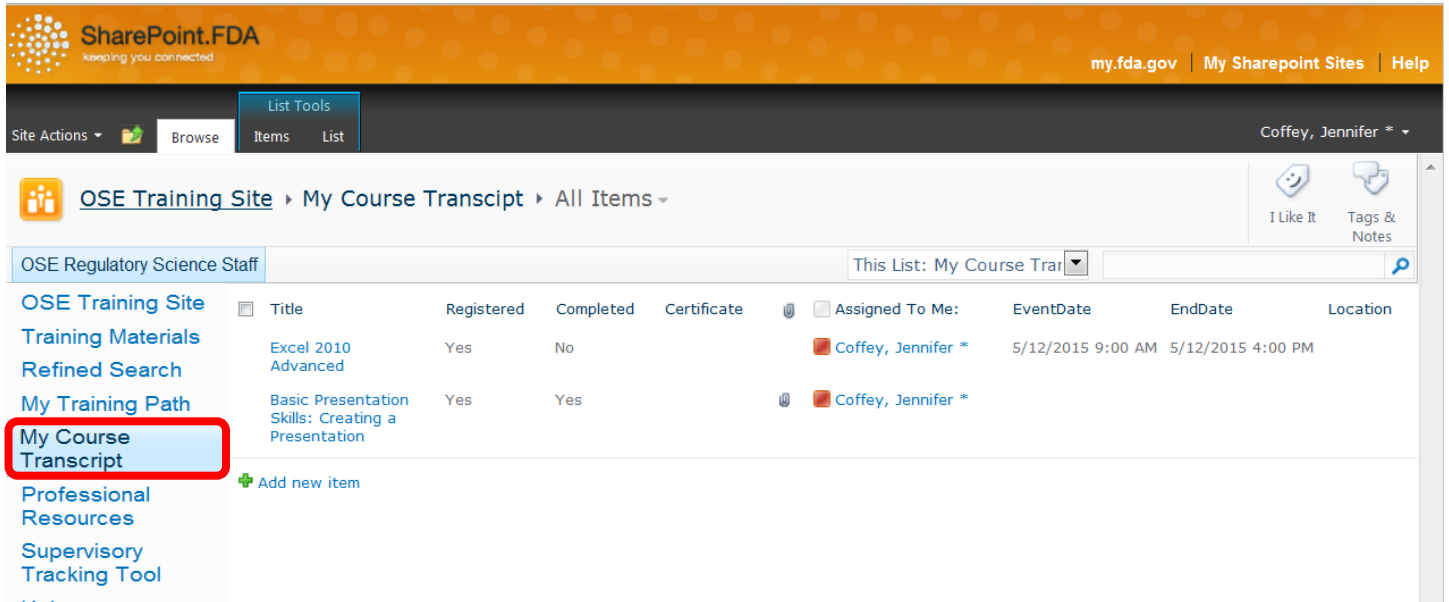 SharePoint.FDA
keeping you connected
my.fda.gov | My Sharepoint Sites | Help
List Tools
Site Actions Browse Items List Coffey, Jennifer *
OSE Training Site My Course Transcipt All Items
I Like It
Tags &
Notes
OSE Regulatory Science Staff
This List: My Course Trar
OSE Training Site
Training Materials
Refined Search
My Training Path
My Course
Transcript
Professional
Resources
Supervisory
Tracking Tool
Title Registered Completed Certificate Assigned To Me: EventDate EndDate Location
Excel 2010 Yes No Coffey, Jennifer * 5/12/2015 9:00 AM 5/12/2015 4:00 PM
Advanced
Basic Presentation Yes Yes Coffey, Jennifer *
Skills: Creating a
Presentation
Add new item